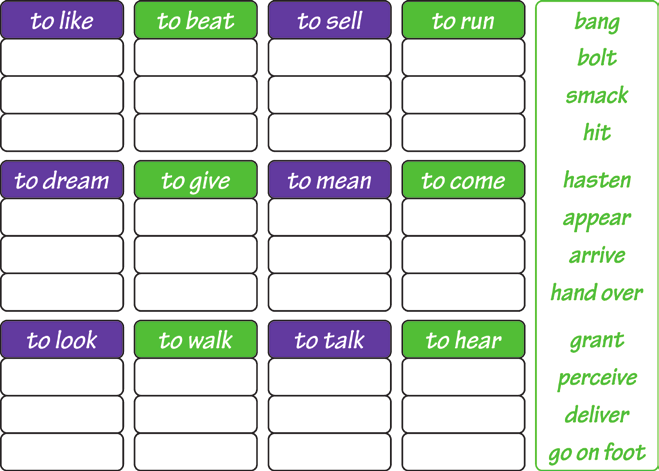 to like to beat to sell to run
to dream to give to mean to come
to look to walk to talk to hear
bang
bolt
smack
hit
hasten
appear
arrive
hand over
grant
perceive
deliver
go on foot